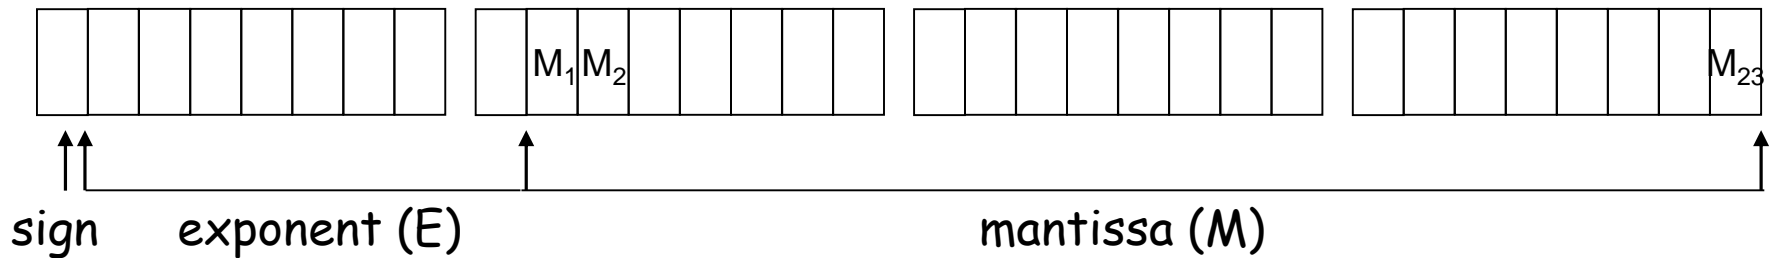 M₁ M₂ M₂₃
sign exponent (E) mantissa (M)